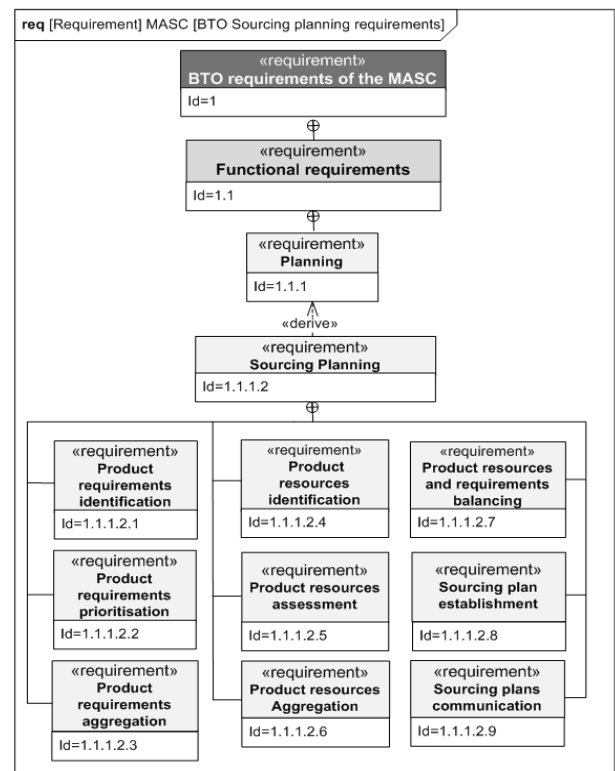 req [Requirement] MASC [BTO Sourcing planning requirements]
«requirement»
BTO requirements of the MASC
Id=1
«requirement»
Functional requirements
Id=1.1
«requirement»
Planning
Id=1.1.1
«derive»
«requirement»
Sourcing Planning
Id=1.1.1.2
«requirement»
Product
requirements
identification
Id=1.1.1.2.1
«requirement»
Product
requirements
prioritisation
Id=1.1.1.2.2
«requirement»
Product
requirements
aggregation
Id=1.1.1.2.3
«requirement»
Product
resources
identification
Id=1.1.1.2.4
«requirement»
Product resources
assessment
Id=1.1.1.2.5
«requirement»
Product resources
Aggregation
Id=1.1.1.2.6
«requirement»
Product resources
and requirements
balancing
Id=1.1.1.2.7
«requirement»
Sourcing plan
establishment
Id=1.1.1.2.8
«requirement»
Sourcing plans
communication
Id=1.1.1.2.9